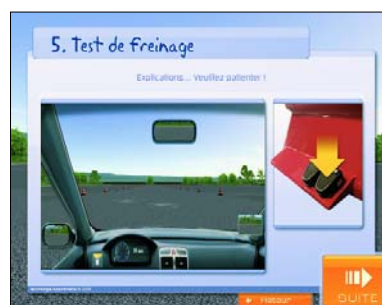 5. Test de Freinage
Explications... Veuillez patienter !
Retour
SUITE